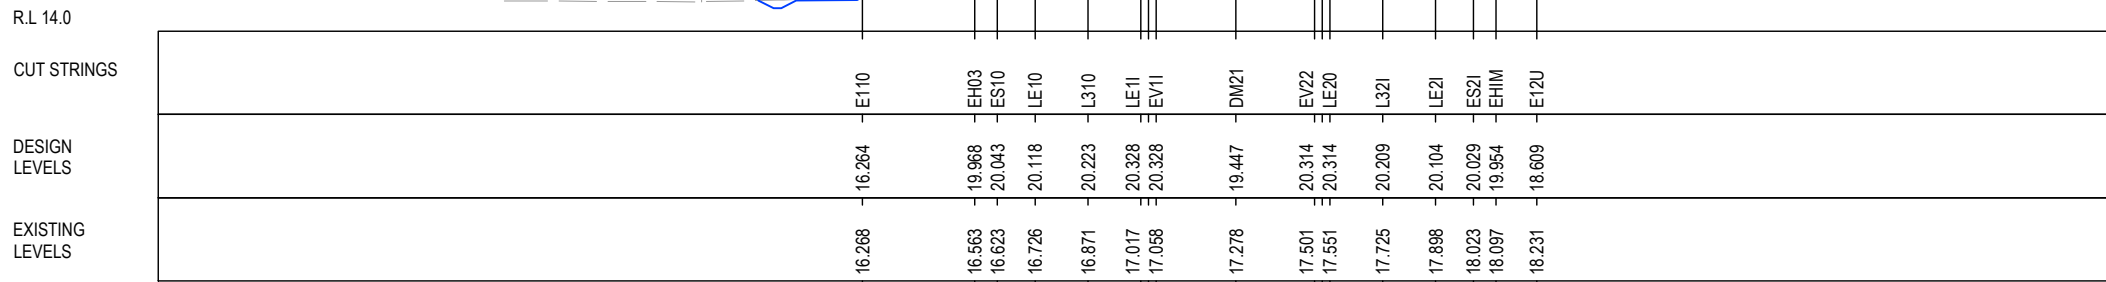 R.L 14.0
CUT STRINGS
E110 EH03 ES10 LE10 L310 LE1I EV1I DM21 EV22 LE20 L32I LE2I ES2I EHIM E12U
DESIGN
LEVELS
16.264 19.968 20.043 20.118 20.223 20.328 20.328 19.447 20.314 20.314 20.209 20.104 20.029 19.954 18.609
EXISTING
LEVELS
16.268 16.563 16.623 16.726 16.871 17.017 17.058 17.278 17.501 17.551 17.725 17.898 18.023 18.097 18.231